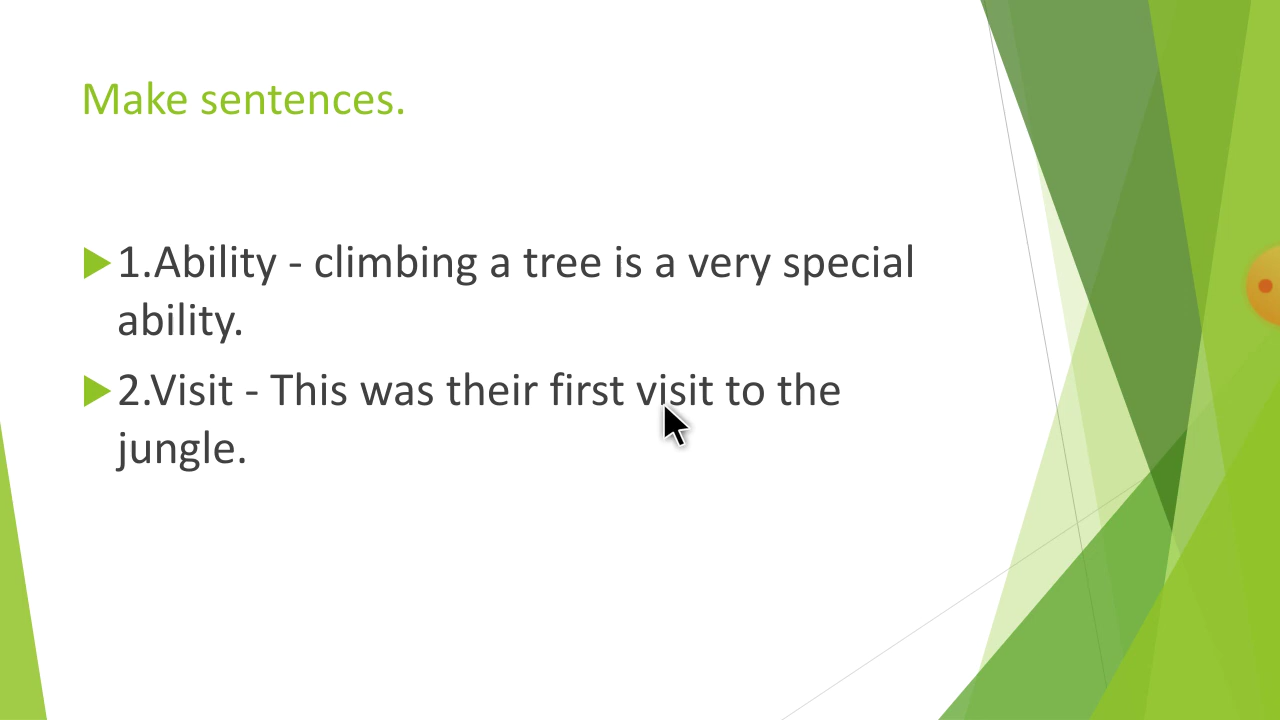 Make sentences.
1.Ability - climbing a tree is a very special
ability.
2.Visit - This was their first visit to the
jungle.